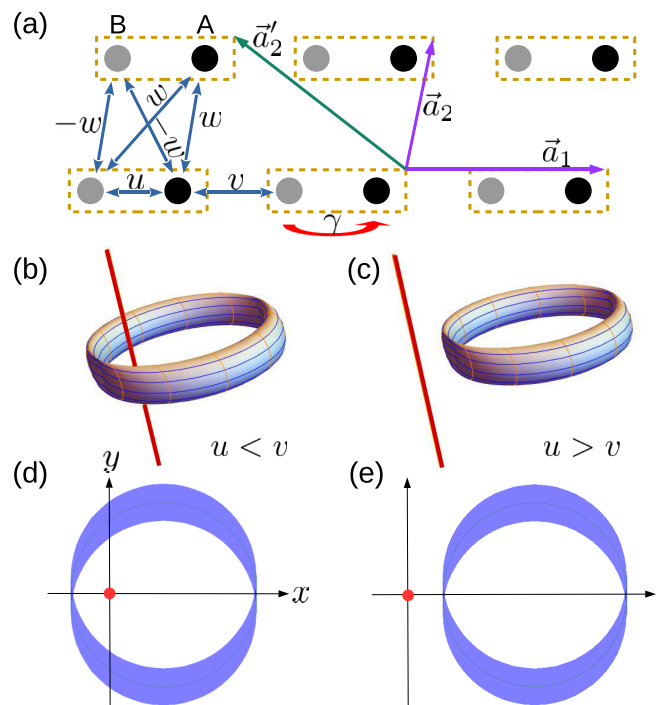 (a) B A a⃗₂′ a⃗₂
−w w −w w a⃗₁
u v
γ
(b) (c)
u < v u > v
(d) y (e)
x